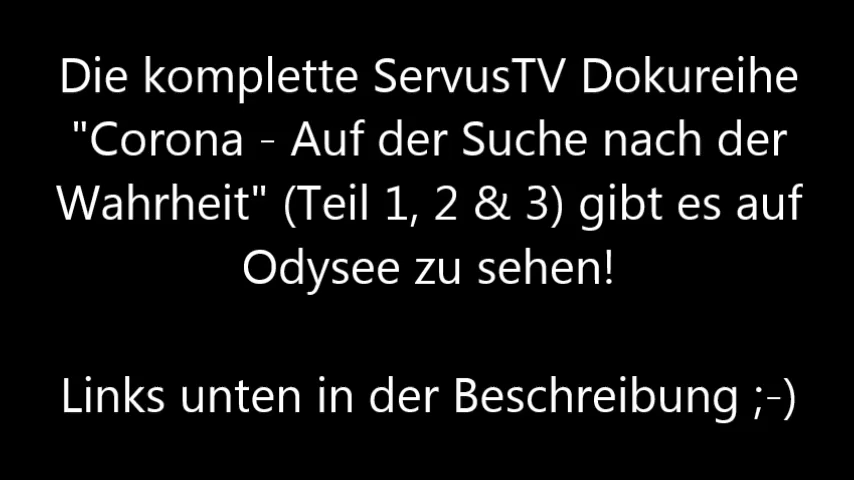 Die komplette ServusTV Dokureihe
"Corona - Auf der Suche nach der
Wahrheit" (Teil 1, 2 & 3) gibt es auf
Odysee zu sehen!
Links unten in der Beschreibung ;-)